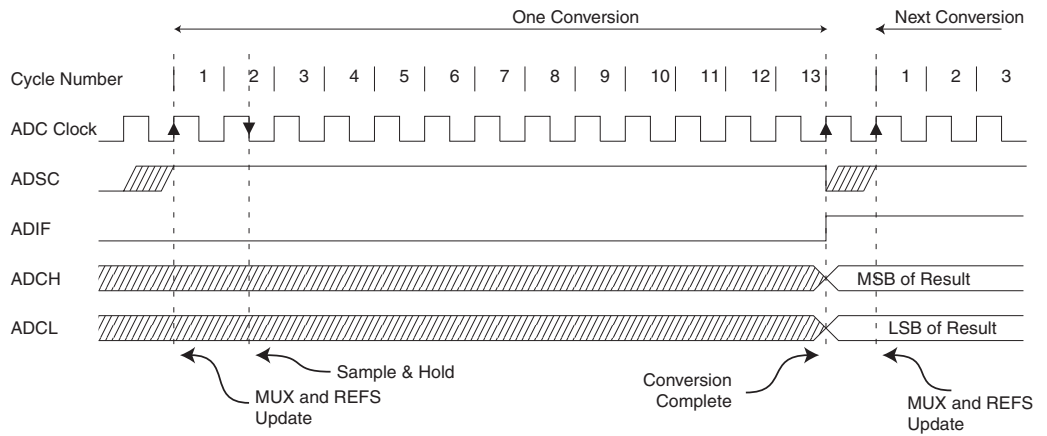 One Conversion
Next Conversion
Cycle Number 1 2 3 4 5 6 7 8 9 10 11 12 13 1 2 3
ADC Clock
ADSC
ADIF
ADCH
MSB of Result
ADCL
LSB of Result
Sample & Hold
MUX and REFS
Update
Conversion
Complete
MUX and REFS
Update